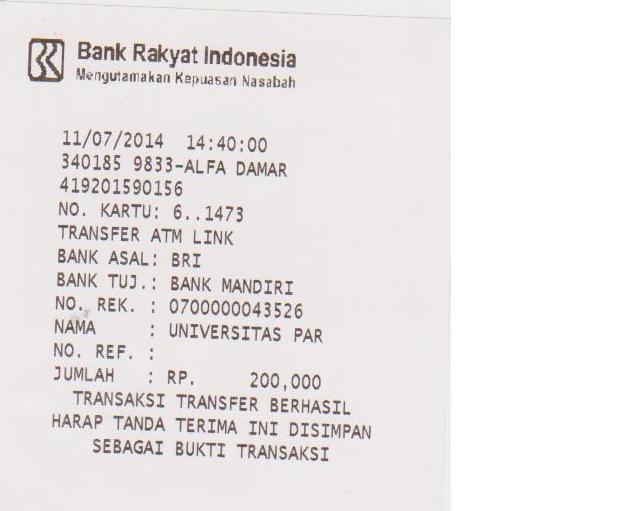 Bank Rakyat Indonesia
Mengutamakan Kepuasan Nasabah
11/07/2014 14:40:00
340185 9833-ALFA DAMAR
419201590156
NO. KARTU: 6..1473
TRANSFER ATM LINK
BANK ASAL: BRI
BANK TUJ.: BANK MANDIRI
NO. REK. : 0700000043526
NAMA : UNIVERSITAS PAR
NO. REF. :
JUMLAH : RP. 200,000
TRANSAKSI TRANSFER BERHASIL
HARAP TANDA TERIMA INI DISIMPAN
SEBAGAI BUKTI TRANSAKSI